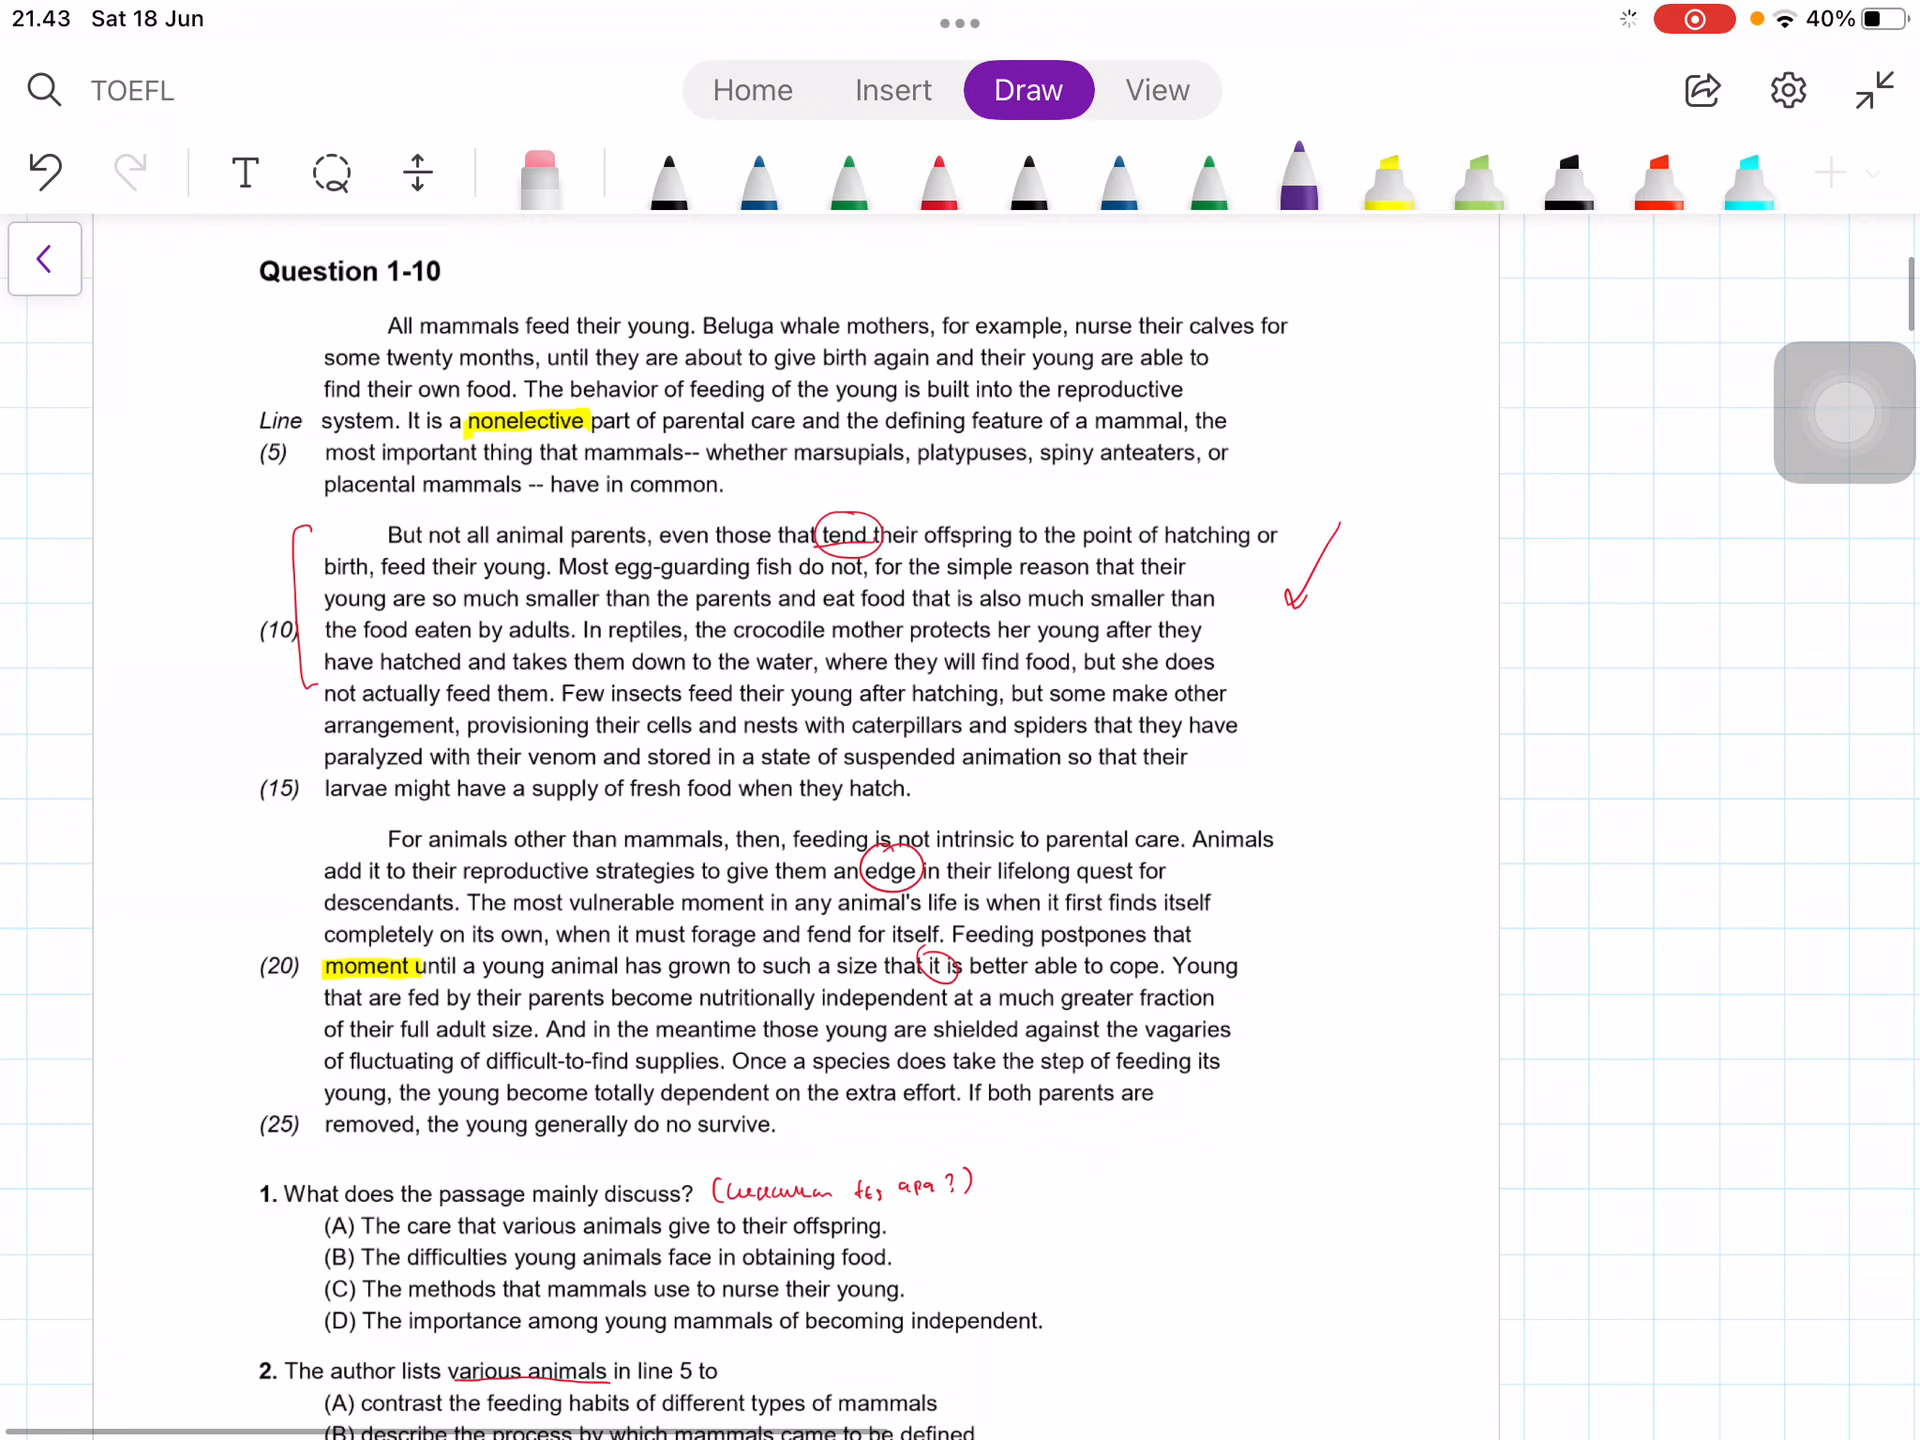 21.43 Sat 18 Jun
40%
TOEFL
Home Insert Draw View
T
Question 1-10
All mammals feed their young. Beluga whale mothers, for example, nurse their calves for
some twenty months, until they are about to give birth again and their young are able to
find their own food. The behavior of feeding of the young is built into the reproductive
Line system. It is a nonelective part of parental care and the defining feature of a mammal, the
(5) most important thing that mammals-- whether marsupials, platypuses, spiny anteaters, or
placental mammals -- have in common.
But not all animal parents, even those that tend their offspring to the point of hatching or
birth, feed their young. Most egg-guarding fish do not, for the simple reason that their
young are so much smaller than the parents and eat food that is also much smaller than
(10) the food eaten by adults. In reptiles, the crocodile mother protects her young after they
have hatched and takes them down to the water, where they will find food, but she does
not actually feed them. Few insects feed their young after hatching, but some make other
arrangement, provisioning their cells and nests with caterpillars and spiders that they have
paralyzed with their venom and stored in a state of suspended animation so that their
(15) larvae might have a supply of fresh food when they hatch.
For animals other than mammals, then, feeding is not intrinsic to parental care. Animals
add it to their reproductive strategies to give them an edge in their lifelong quest for
descendants. The most vulnerable moment in any animal's life is when it first finds itself
completely on its own, when it must forage and fend for itself. Feeding postpones that
(20) moment until a young animal has grown to such a size that it is better able to cope. Young
that are fed by their parents become nutritionally independent at a much greater fraction
of their full adult size. And in the meantime those young are shielded against the vagaries
of fluctuating of difficult-to-find supplies. Once a species does take the step of feeding its
young, the young become totally dependent on the extra effort. If both parents are
(25) removed, the young generally do no survive.
1. What does the passage mainly discuss? ( apa?)
(A) The care that various animals give to their offspring.
(B) The difficulties young animals face in obtaining food.
(C) The methods that mammals use to nurse their young.
(D) The importance among young mammals of becoming independent.
2. The author lists various animals in line 5 to
(A) contrast the feeding habits of different types of mammals
(B) describe the process by which mammals came to be defined